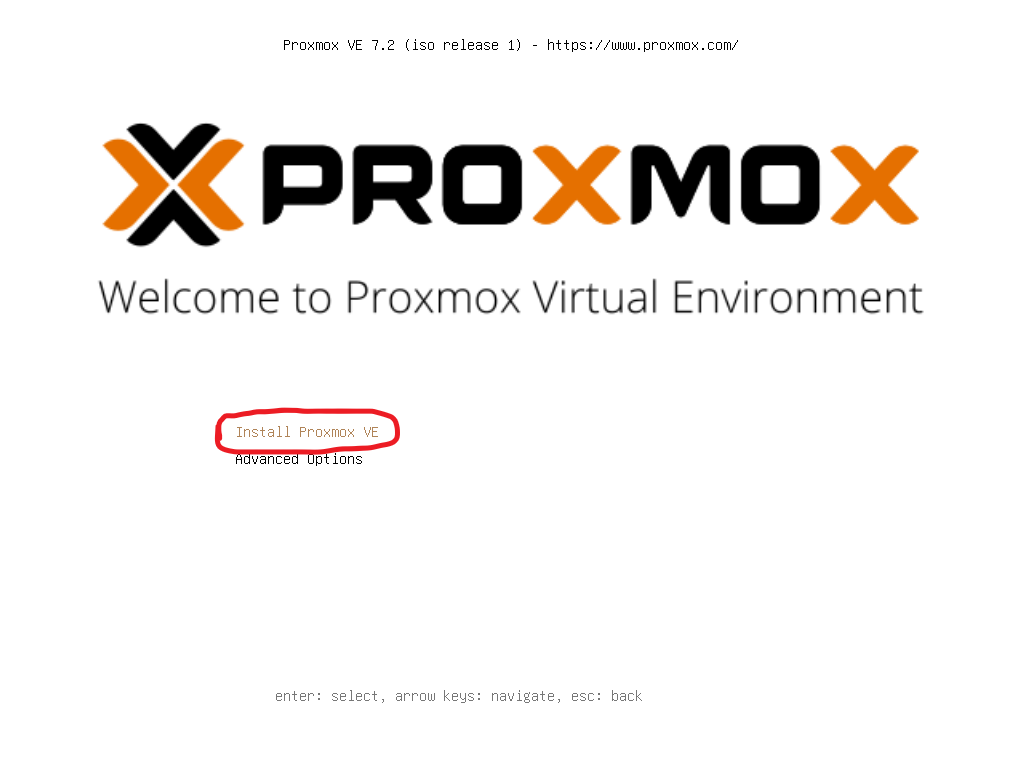 Proxmox VE 7.2 (iso release 1) - https://www.proxmox.com/
PROXMOX
Welcome to Proxmox Virtual Environment
Install Proxmox VE
Advanced Options
enter: select, arrow keys: navigate, esc: back